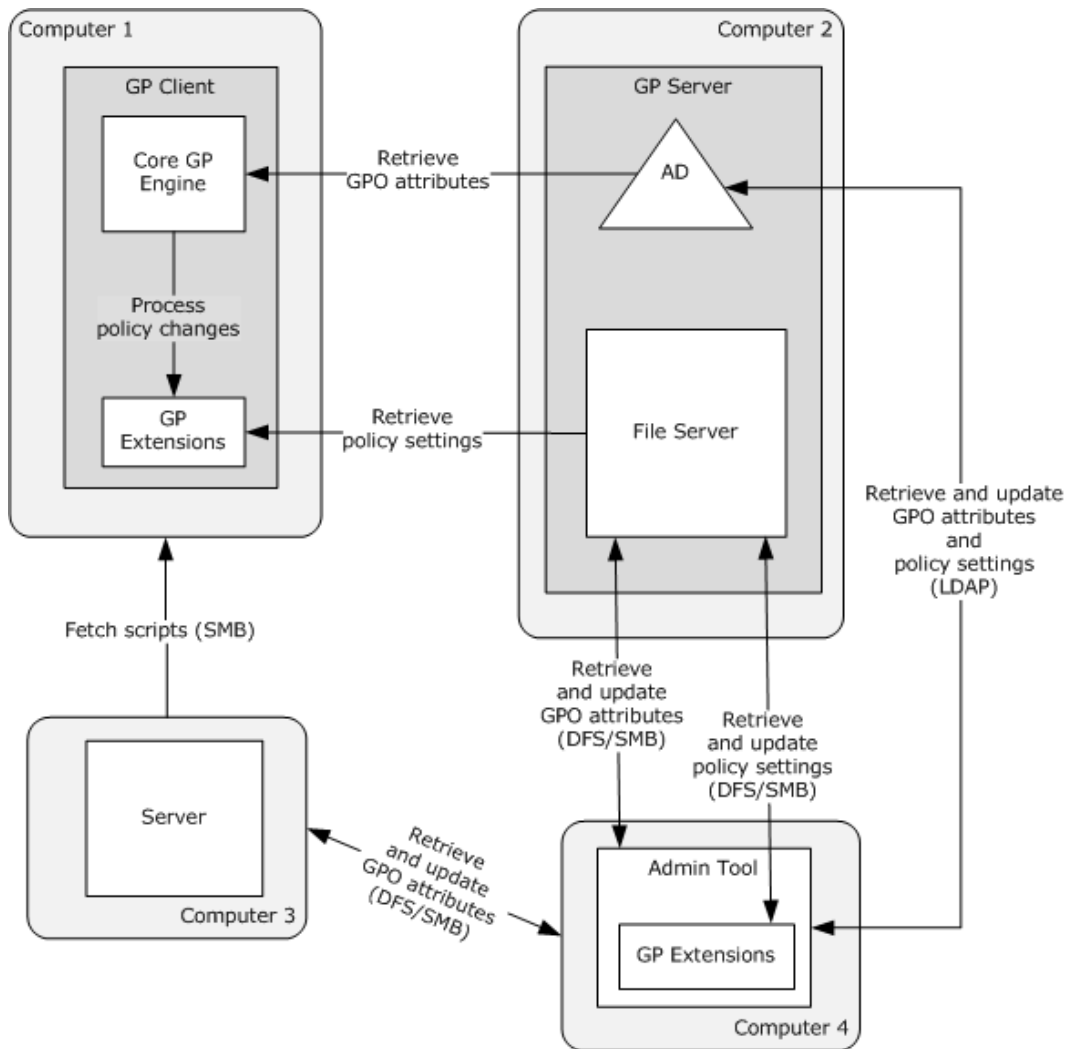 Computer 1
GP Client
Core GP
Engine
Process
policy changes
GP
Extensions
Retrieve
GPO attributes
Retrieve
policy settings
Computer 2
GP Server
AD
File Server
Retrieve and update
GPO attributes
and
policy settings
(LDAP)
Fetch scripts (SMB)
Retrieve
and update
GPO attributes
(DFS/SMB)
Retrieve
and update
policy settings
(DFS/SMB)
Server
Computer 3
Retrieve
and update
GPO attributes
(DFS/SMB)
Admin Tool
GP Extensions
Computer 4